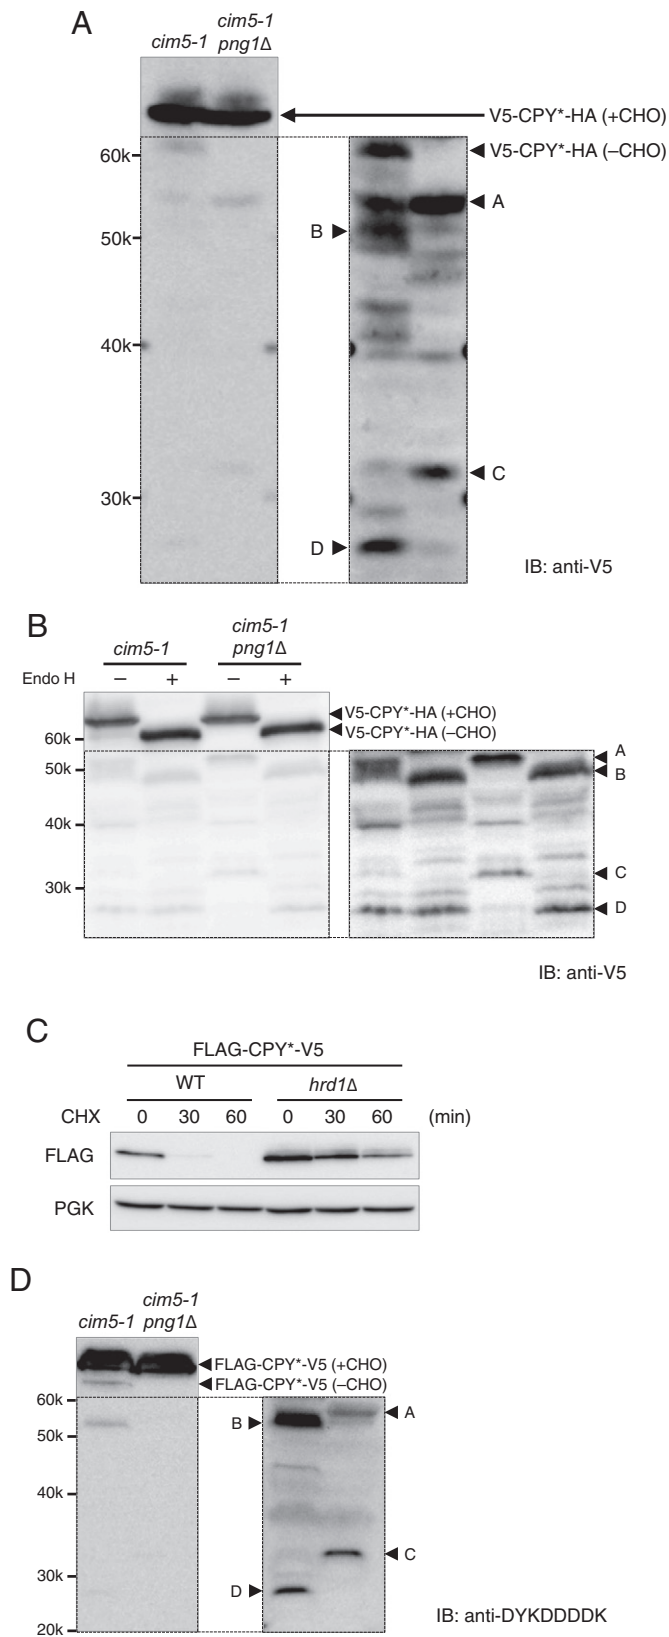 A
cim5-1
cim5-1
png1Δ
V5-CPY*-HA (+CHO)
60k
V5-CPY*-HA (–CHO)
A
B
50k
40k
C
30k
D
IB: anti-V5
B
cim5-1
cim5-1
png1Δ
Endo H – + – +
V5-CPY*-HA (+CHO)
V5-CPY*-HA (–CHO)
60k
A
50k
B
40k
C
30k
D
IB: anti-V5
C
FLAG-CPY*-V5
WT hrd1Δ
CHX 0 30 60 0 30 60 (min)
FLAG
PGK
D
cim5-1
cim5-1
png1Δ
FLAG-CPY*-V5 (+CHO)
FLAG-CPY*-V5 (–CHO)
60k
A
B
50k
40k
C
30k
D
20k
IB: anti-DYKDDDDK